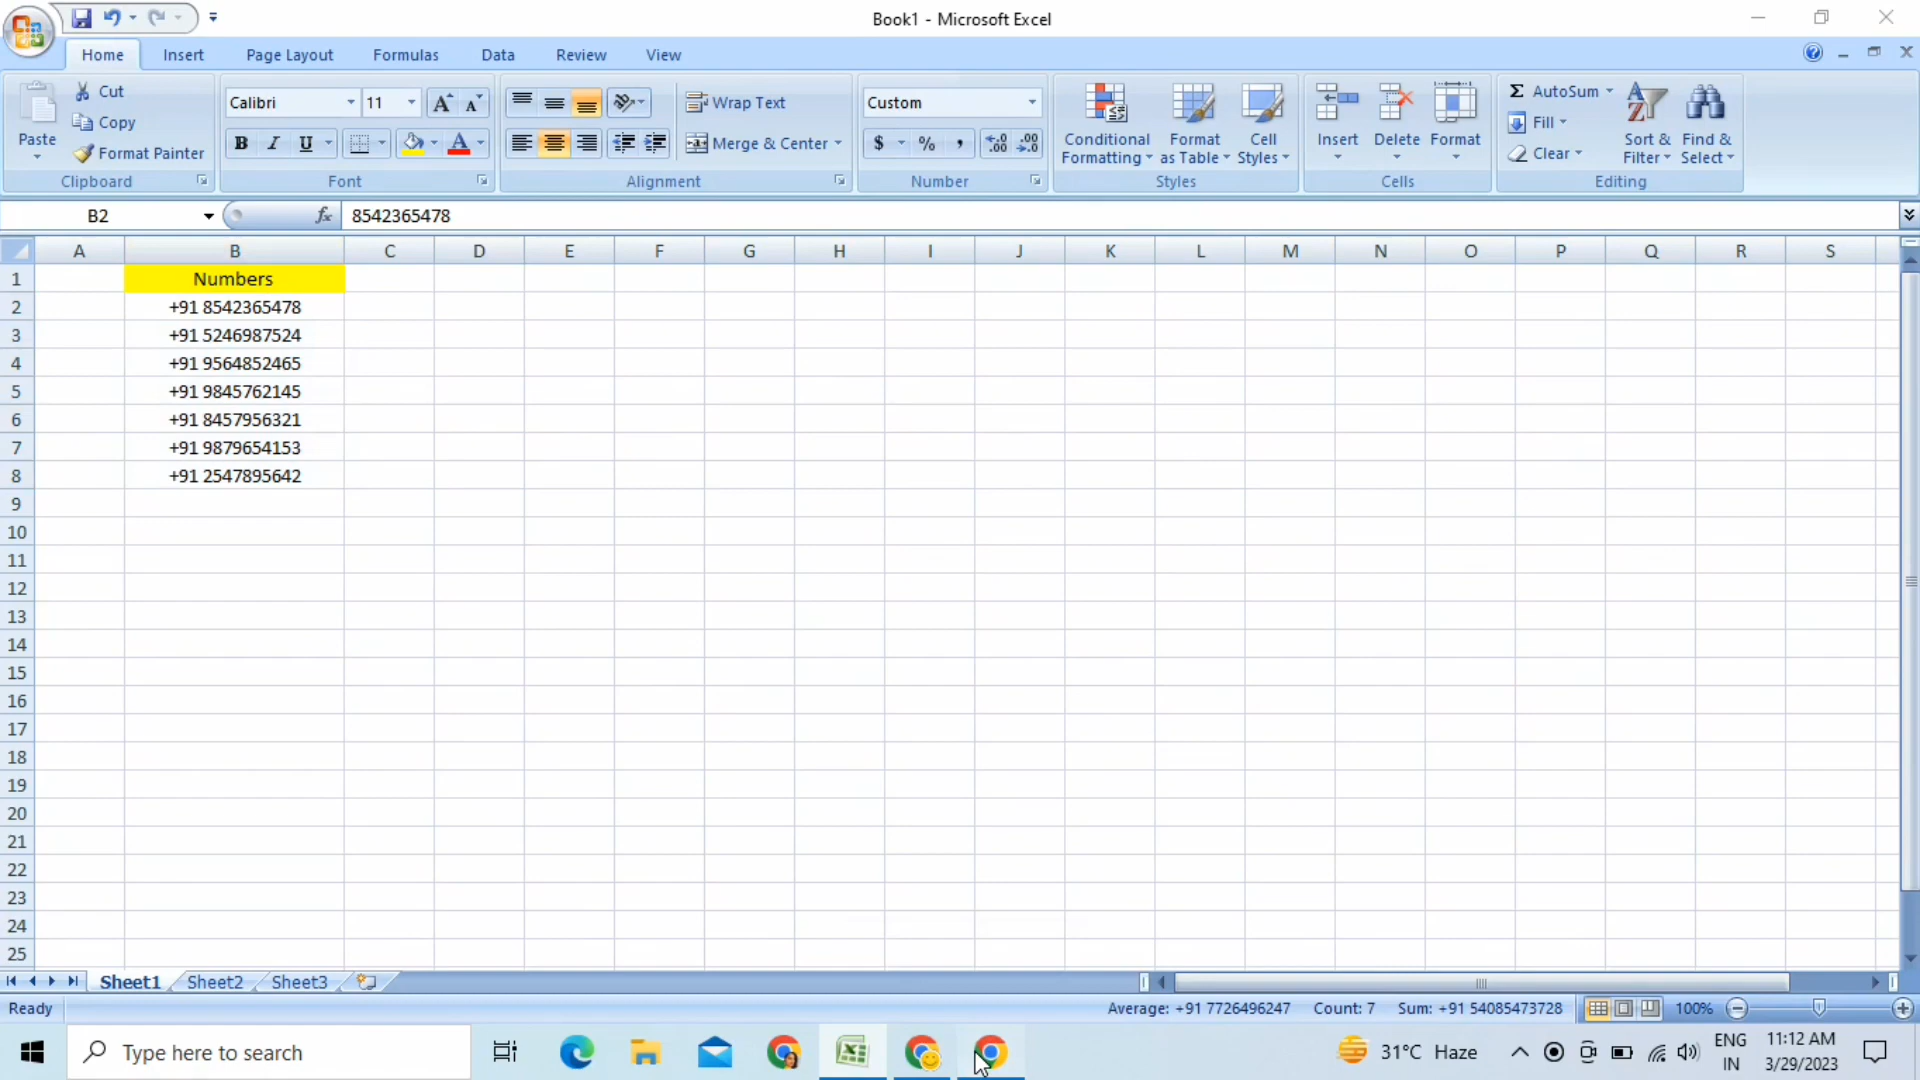 Book1 - Microsoft Excel
Home Insert Page Layout Formulas Data Review View
Paste
Cut
Copy
Format Painter
Clipboard
Calibri 11
A A
B I U A
Font
Wrap Text
Merge & Center
Alignment
Custom
$ % , .00 .00
Number
Conditional Formatting
Format as Table
Cell Styles
Styles
Insert Delete Format
Cells
Σ AutoSum
Fill
Clear
Sort & Filter
Find & Select
Editing
B2 fx 8542365478
A B C D E F G H I J K L M N O P Q R S
1 Numbers
2 +91 8542365478
3 +91 5246987524
4 +91 9564852465
5 +91 9845762145
6 +91 8457956321
7 +91 9879654153
8 +91 2547895642
9
10
11
12
13
14
15
16
17
18
19
20
21
22
23
24
25
Sheet1 Sheet2 Sheet3
Ready Average: +91 7726496247 Count: 7 Sum: +91 54085473728 100%
Type here to search 31°C Haze ENG IN 11:12 AM 3/29/2023